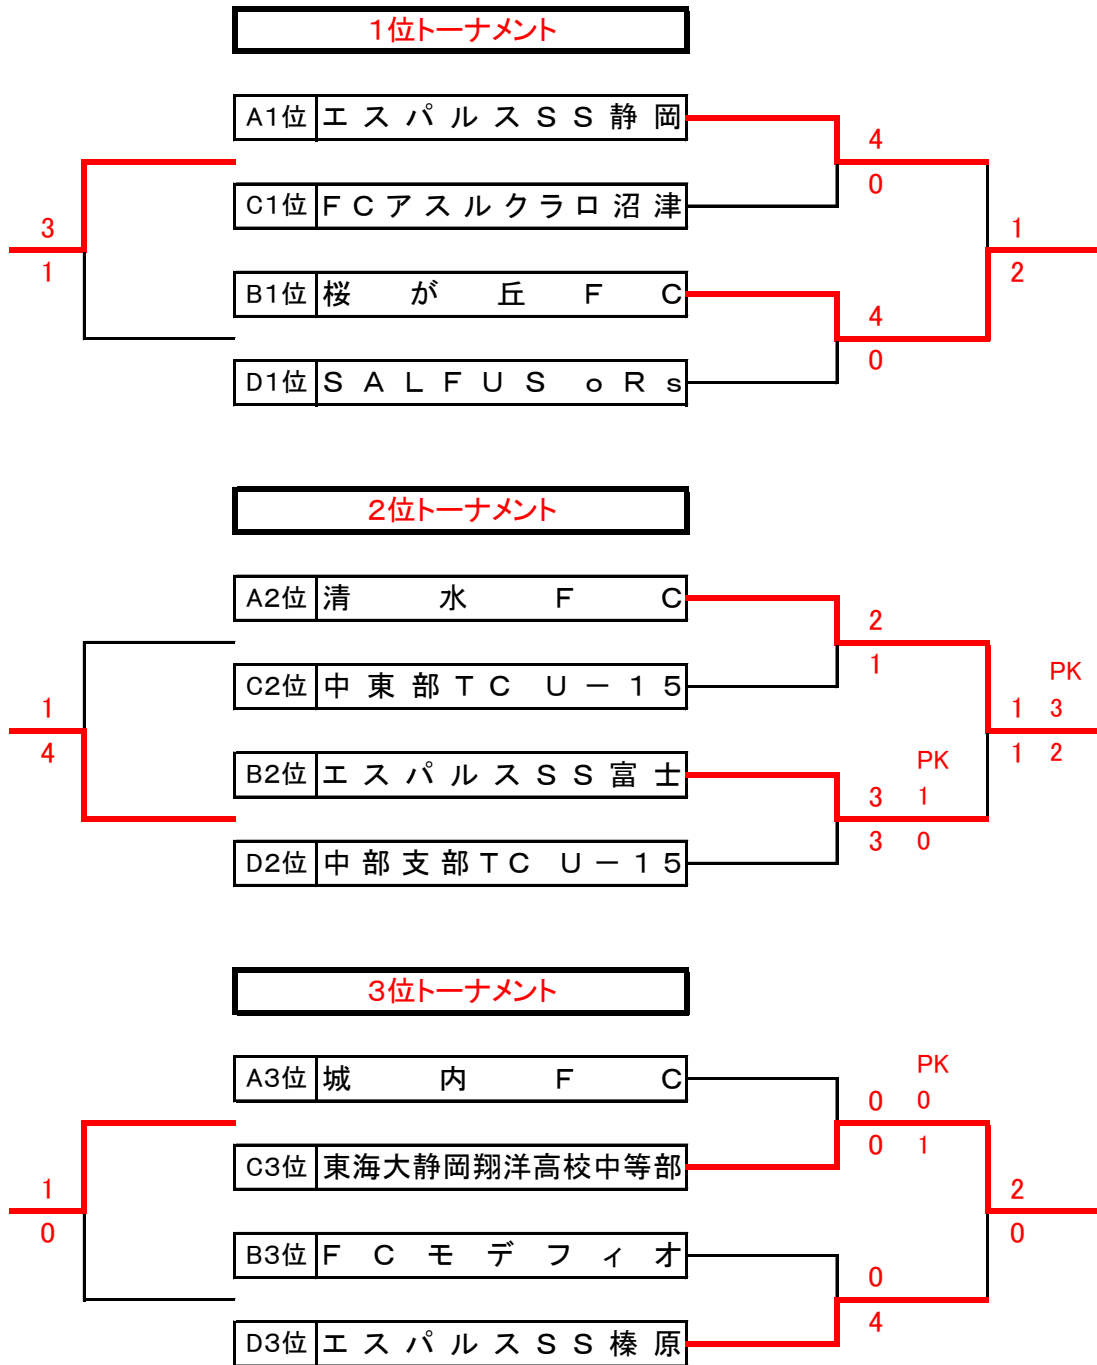 1位トーナメント
A1位 エスパルスSS静岡
4
0
C1位 FCアスルクラロ沼津
3
1
1
2
B1位 桜が丘FC
4
0
D1位 SALFUS oRs
2位トーナメント
A2位 清水FC
2
1
C2位 中東部TC U－15
PK
1
4
1 3
1 2
B2位 エスパルスSS富士
PK
3 1
3 0
D2位 中部支部TC U－15
3位トーナメント
A3位 城内FC
PK
0 0
0 1
C3位 東海大静岡翔洋高校中等部
1
0
2
0
B3位 FCモデフィオ
0
4
D3位 エスパルスSS榛原